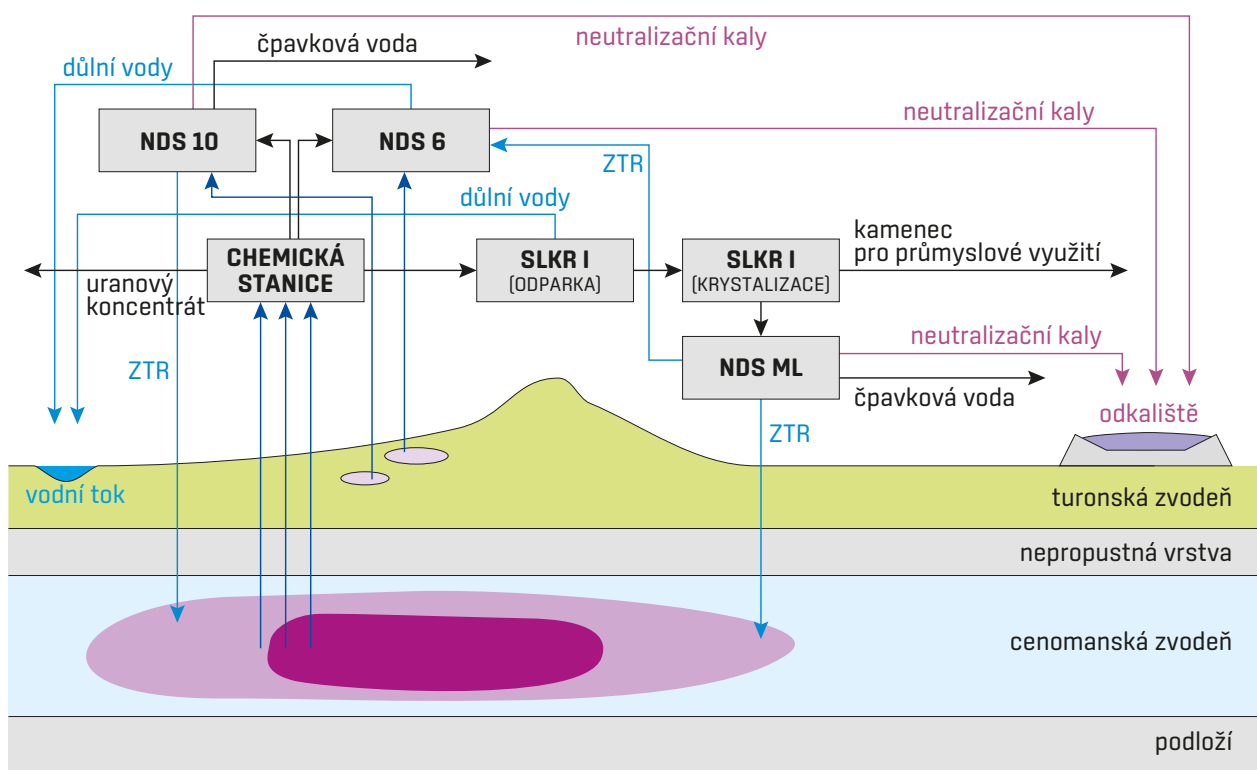 neutralizační kaly
čpavková voda
důlní vody
NDS 10
NDS 6
neutralizační kaly
ZTR
důlní vody
CHEMICKÁ
STANICE
SLKR I
(ODPARKA)
SLKR I
(KRYSTALIZACE)
kamenec
pro průmyslové využití
uranový
koncentrát
ZTR
NDS ML
neutralizační kaly
čpavková voda
ZTR
odkaliště
vodní tok
turonská zvodeň
nepropustná vrstva
cenomanská zvodeň
podloží